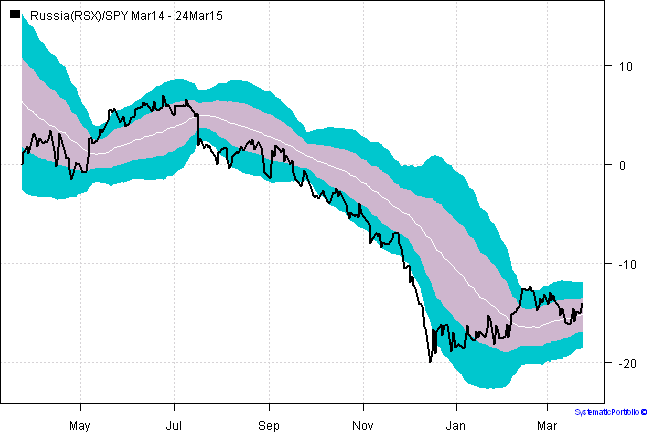 Russia(RSX)/SPY Mar14 - 24Mar15
10
0
-10
-20
May Jul Sep Nov Jan Mar
SystematicPortfolio ©